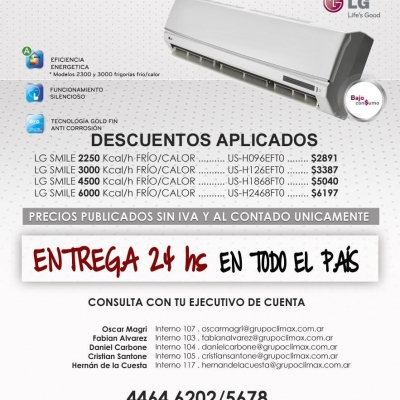 LG
Life's Good
A
EFICIENCIA
ENERGETICA
* Modelos 2300 y 3000 frigorias frío/calor
FUNCIONAMIENTO
SILENCIOSO
Bajo
con$umo
TECNOLOGÍA GOLD FIN
ANTI CORROSIÓN
DESCUENTOS APLICADOS
LG SMILE 2250 Kcal/h FRÍO/CALOR .......... US-H096EFT0 ........ $2891
LG SMILE 3000 Kcal/h FRÍO/CALOR .......... US-H126EFT0 ........ $3387
LG SMILE 4500 Kcal/h FRÍO/CALOR .......... US-H1868FT0 ........ $5040
LG SMILE 6000 Kcal/h FRÍO/CALOR .......... US-H2468FT0 ........ $6197
PRECIOS PUBLICADOS SIN IVA Y AL CONTADO UNICAMENTE
ENTREGA 24 hs EN TODO EL PAÍS
CONSULTA CON TU EJECUTIVO DE CUENTA
Oscar Magri Interno 107 . oscarmagri@grupoclimax.com.ar
Fabian Alvarez Interno 103 . fabianalvarez@grupoclimax.com.ar
Daniel Carbone Interno 104 . danielcarbone@grupoclimax.com.ar
Cristian Santone Interno 105 . cristiansantone@grupoclimax.com.ar
Hernán de la Cuesta Interno 117 . hernandelacuesta@grupoclimax.com.ar
4464 6202/5678